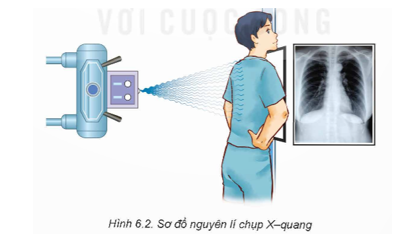 VỚI CUỘC SỐNG
Hình 6.2. Sơ đồ nguyên lí chụp X–quang